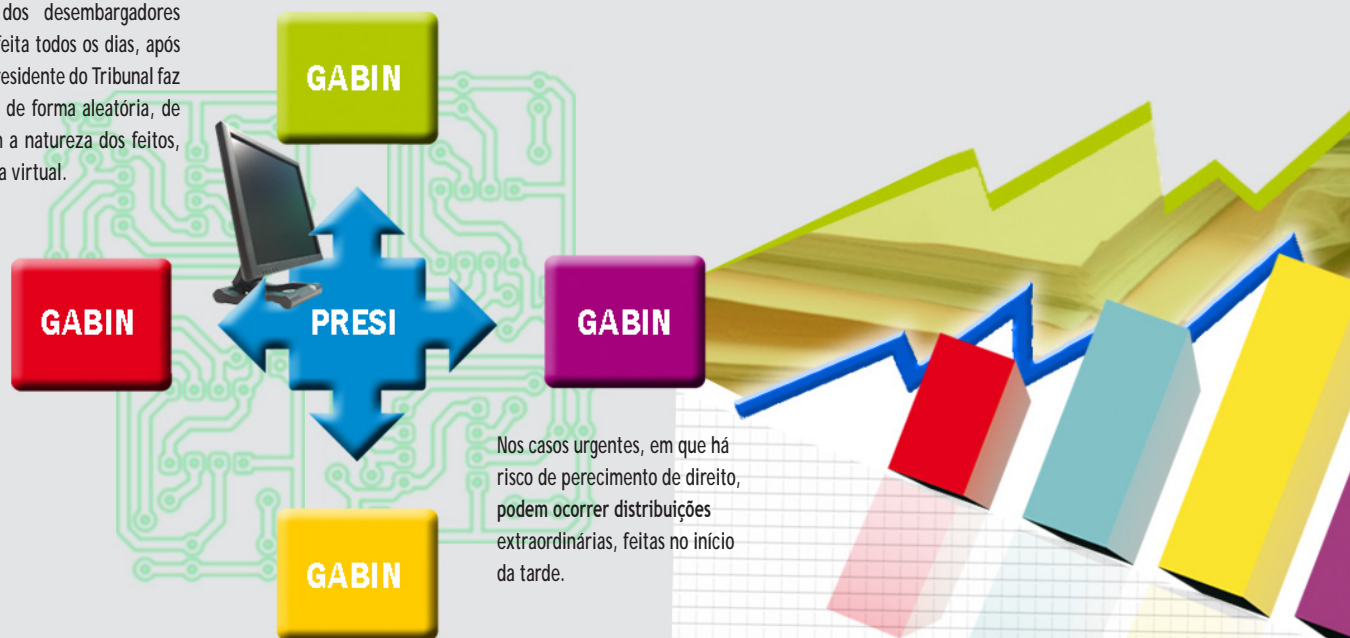 dos desembargadores
feita todos os dias, após
residente do Tribunal faz
de forma aleatória, de
a natureza dos feitos,
a virtual.
GABIN
GABIN
PRESI
GABIN
Nos casos urgentes, em que há
risco de perecimento de direito,
podem ocorrer distribuições
extraordinárias, feitas no início
da tarde.
GABIN